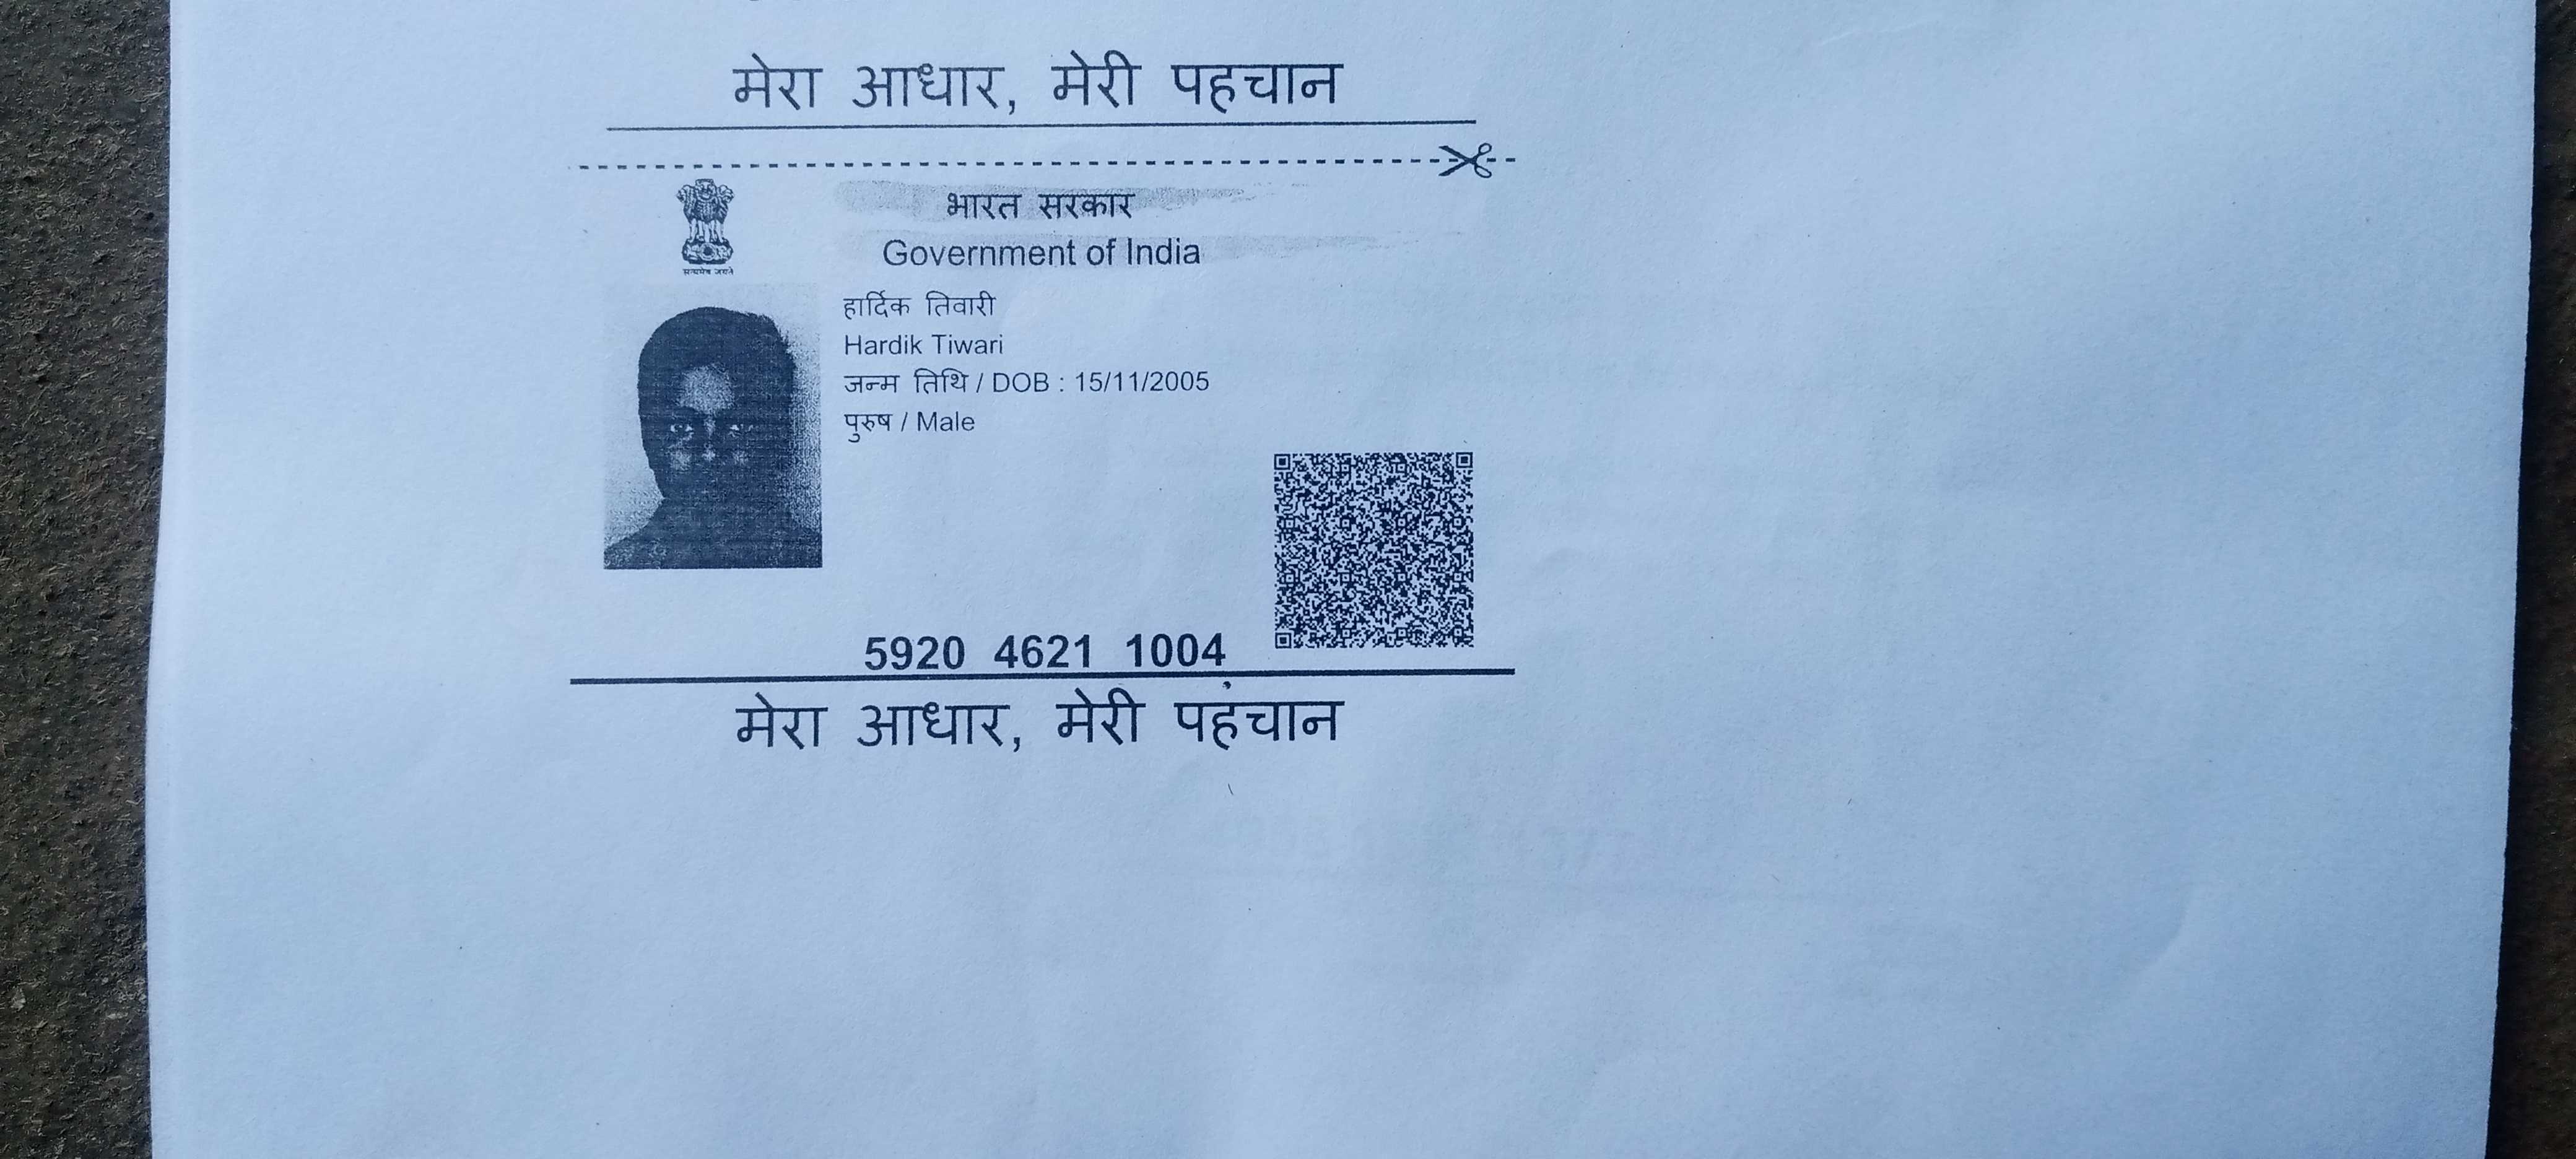 मेरा आधार, मेरी पहचान
भारत सरकार
Government of India
सत्यमेव जयते
हार्दिक तिवारी
Hardik Tiwari
जन्म तिथि / DOB : 15/11/2005
पुरुष / Male
5920 4621 1004
मेरा आधार, मेरी पहचान